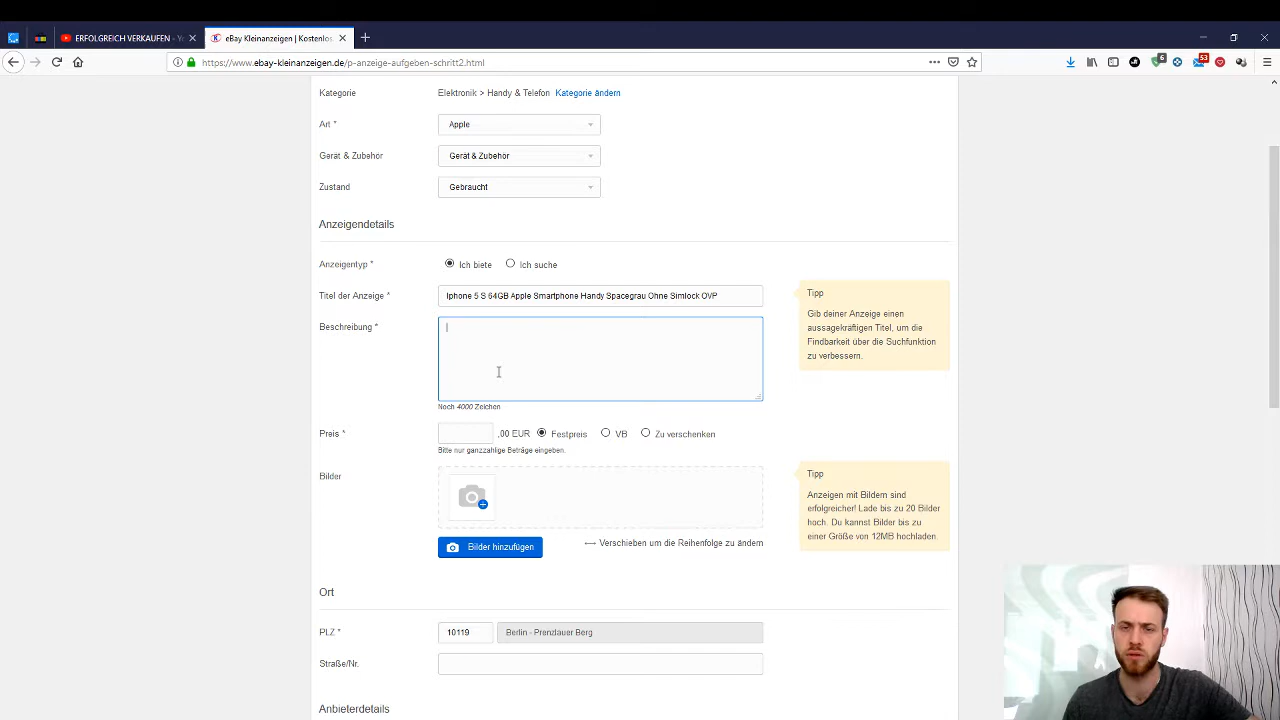 ERFOLGREICH VERKAUFEN - Yo
eBay Kleinanzeigen | Kostenlos.
https://www.ebay-kleinanzeigen.de/p-anzeige-aufgeben-schritt2.html
6
53
Kategorie
Elektronik > Handy & Telefon Kategorie ändern
Art *
Apple
Gerät & Zubehör
Gerät & Zubehör
Zustand
Gebraucht
Anzeigendetails
Anzeigentyp *
Ich biete
Ich suche
Titel der Anzeige *
Iphone 5 S 64GB Apple Smartphone Handy Spacegrau Ohne Simlock OVP
Tipp
Gib deiner Anzeige einen
aussagekräftigen Titel, um die
Findbarkeit über die Suchfunktion
zu verbessern.
Beschreibung *
Noch 4000 Zeichen
Preis *
,00 EUR
Festpreis
VB
Zu verschenken
Bitte nur ganzzahlige Beträge eingeben.
Bilder
Tipp
Anzeigen mit Bildern sind
erfolgreicher! Lade bis zu 20 Bilder
hoch. Du kannst Bilder bis zu
einer Größe von 12MB hochladen.
Bilder hinzufügen
Verschieben um die Reihenfolge zu ändern
Ort
PLZ *
10119
Berlin - Prenzlauer Berg
Straße/Nr.
Anbieterdetails